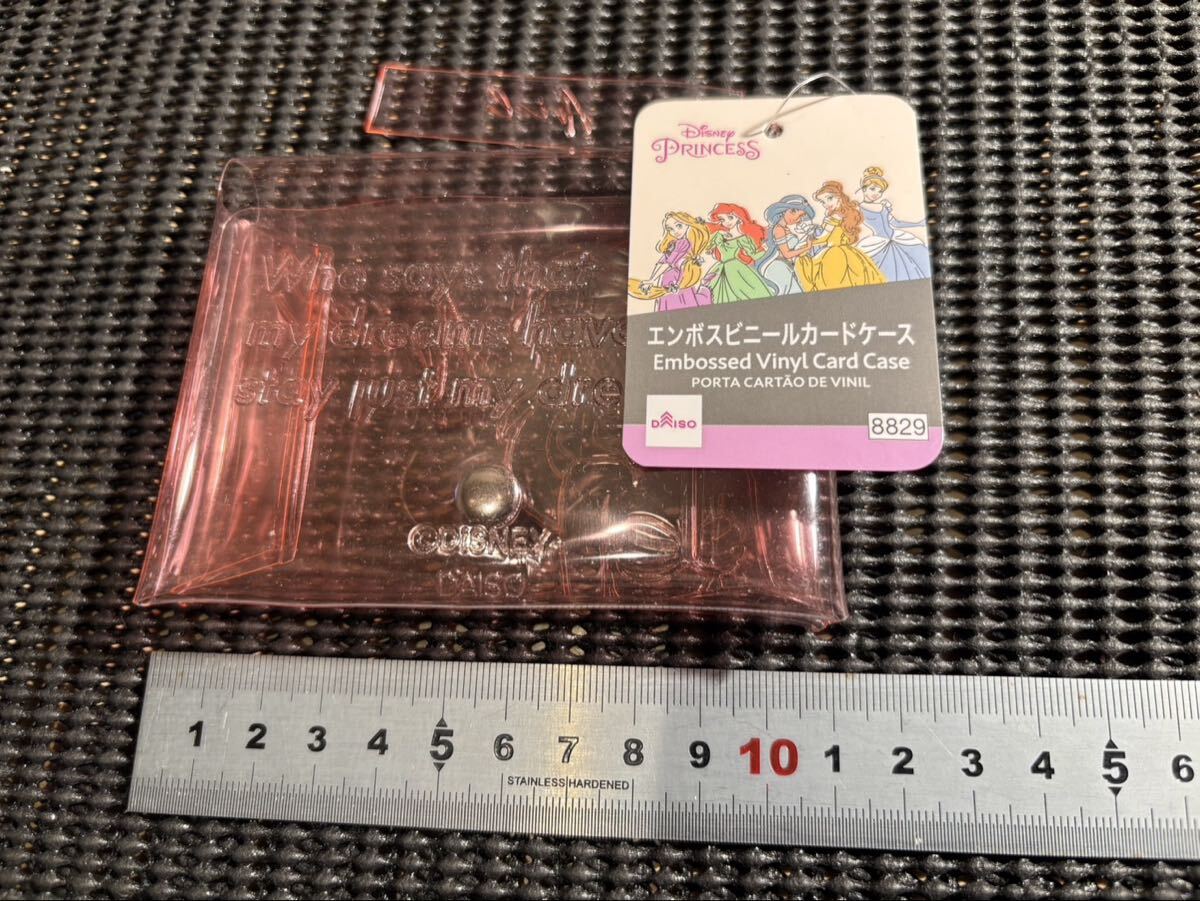 Disney
PRINCESS
エンボスビニールカードケース
Embossed Vinyl Card Case
PORTA CARTÃO DE VINIL
DAISO
8829
Who says that
my dreams have
stay just my dre
©DISNEY
DAISO
1 2 3 4 5 6 7 8 9 10 1 2 3 4 5 6
STAINLESS HARDENED